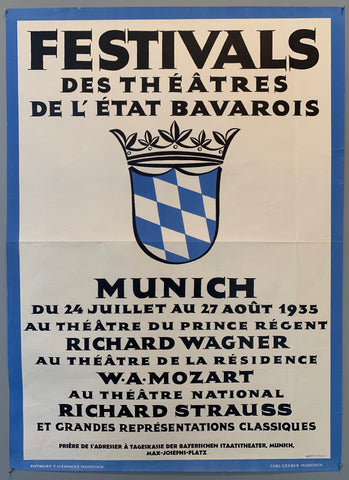 FESTIVALS
DES THÉÂTRES
DE L'ÉTAT BAVAROIS
MUNICH
DU 24 JUILLET AU 27 AOÛT 1935
AU THÉÂTRE DU PRINCE RÉGENT
RICHARD WAGNER
AU THÉÂTRE DE LA RÉSIDENCE
W·A·MOZART
AU THÉÂTRE NATIONAL
RICHARD STRAUSS
ET GRANDES REPRÉSENTATIONS CLASSIQUES
PRIÈRE DE L'ADRESSER À TAGESKASSE DER BAYERISCHEN STAATSTHEATER, MUNICH,
MAX-JOSEPHS-PLATZ
CARL GERBER MÜNCHEN